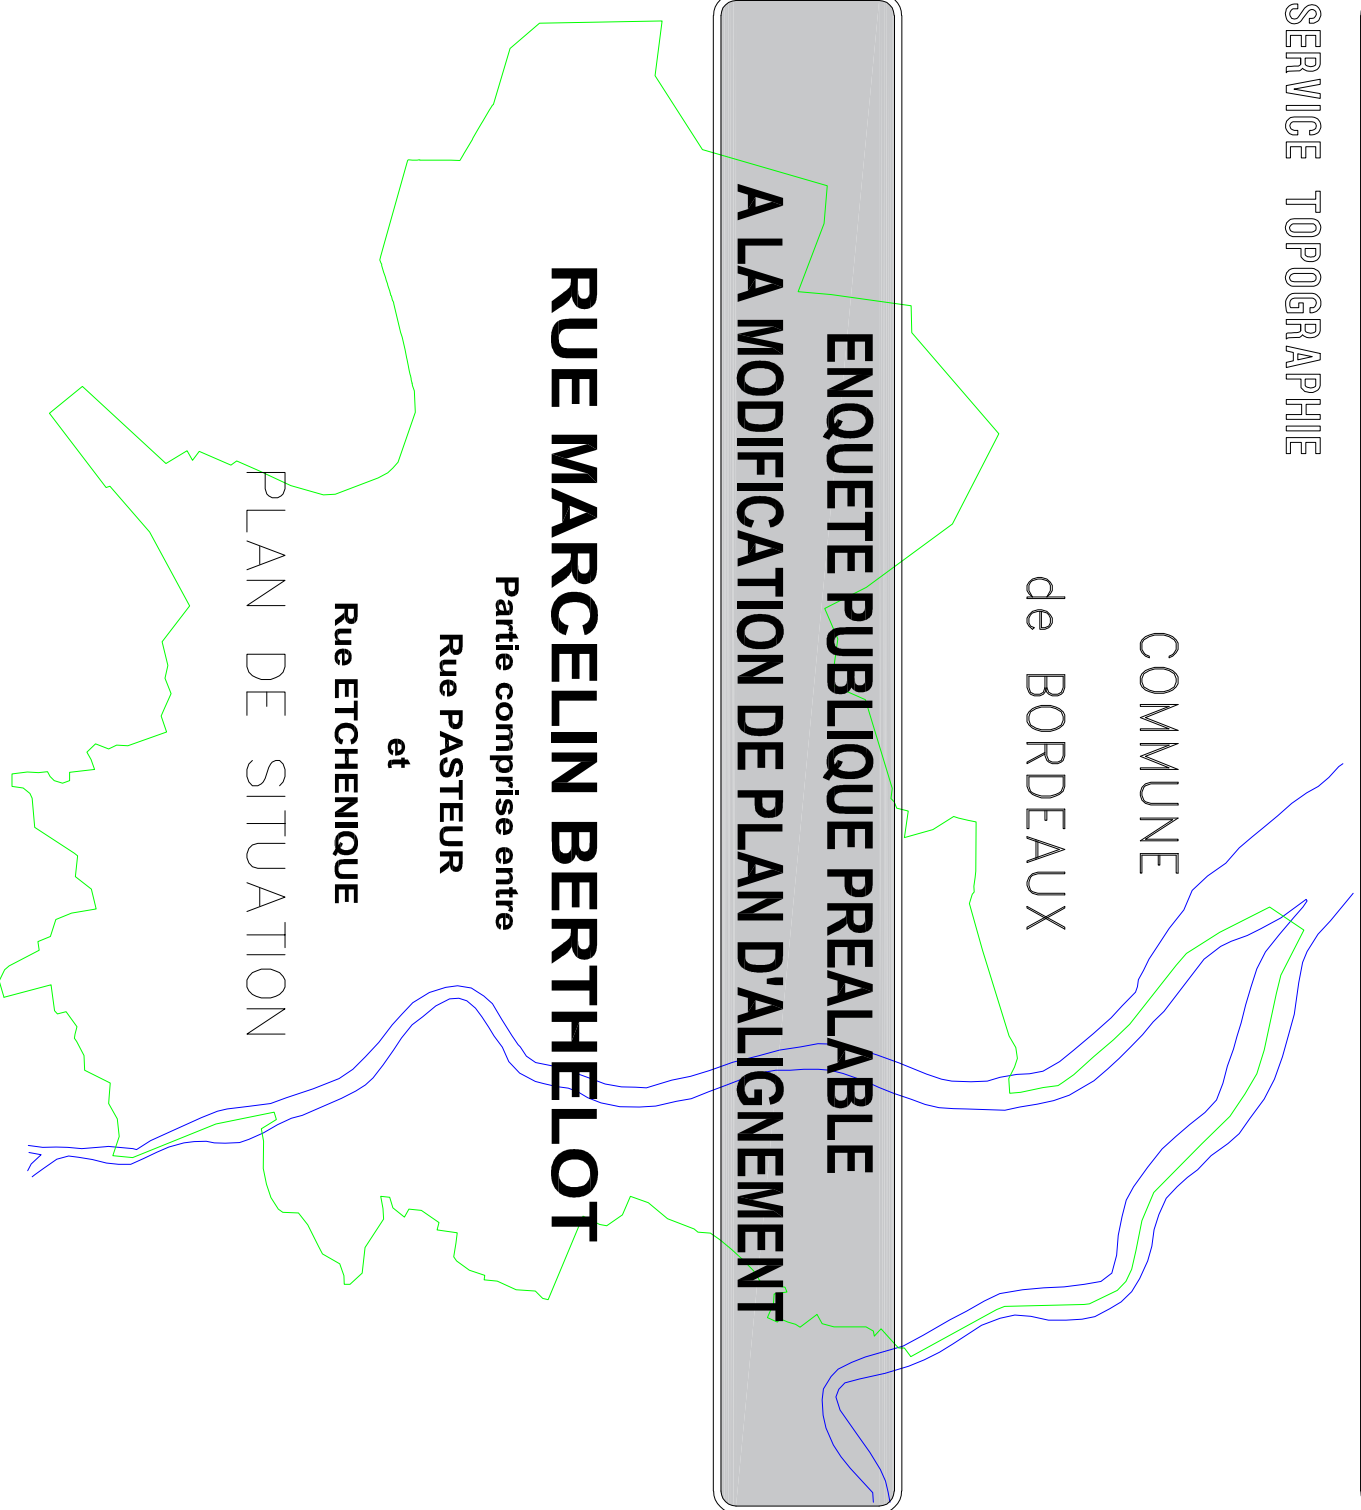 SERVICE TOPOGRAPHIE
COMMUNE
de BORDEAUX
ENQUETE PUBLIQUE PREALABLE
A LA MODIFICATION DE PLAN D'ALIGNEMENT
RUE MARCELIN BERTHELOT
Partie comprise entre
Rue PASTEUR
et
Rue ETCHENIQUE
PLAN DE SITUATION